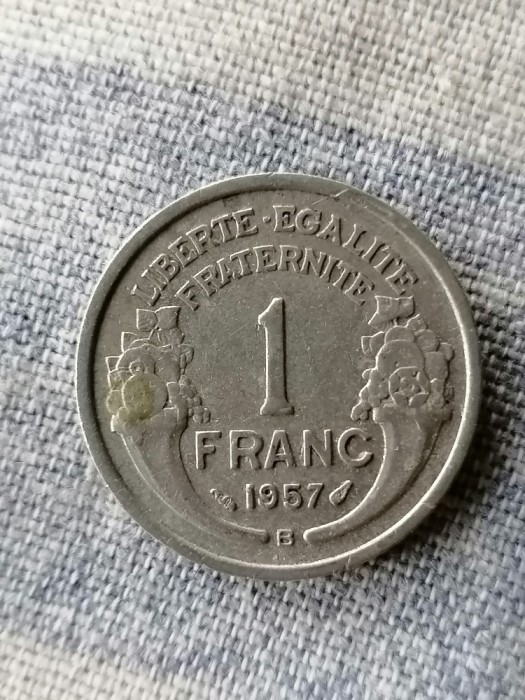 LIBERTE · EGALITE
FRATERNITE
1
FRANC
1957
B